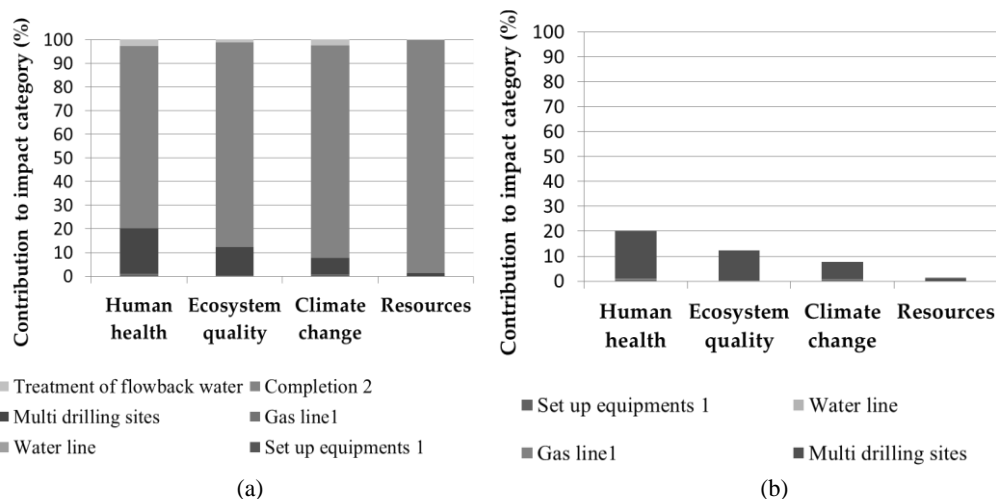 Contribution to impact category (%)
100
90
80
70
60
50
40
30
20
10
0
Human health
Ecosystem quality
Climate change
Resources
Treatment of flowback water
Completion 2
Multi drilling sites
Gas line1
Water line
Set up equipments 1
(a)
Contribution to impact category (%)
100
90
80
70
60
50
40
30
20
10
0
Human health
Ecosystem quality
Climate change
Resources
Set up equipments 1
Water line
Gas line1
Multi drilling sites
(b)